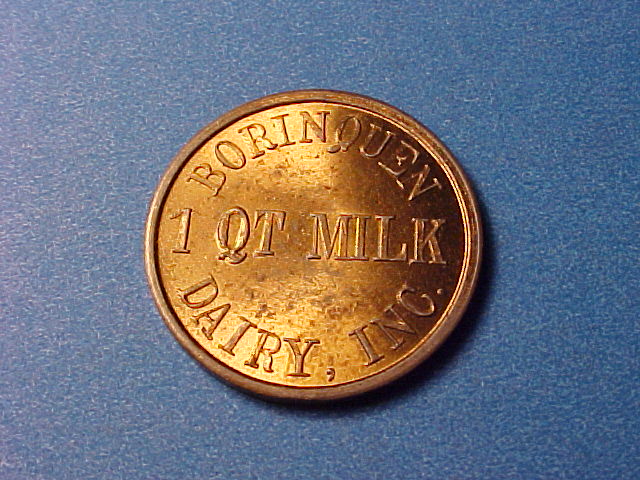 BORINQUEN
1 QT MILK
DAIRY, INC.